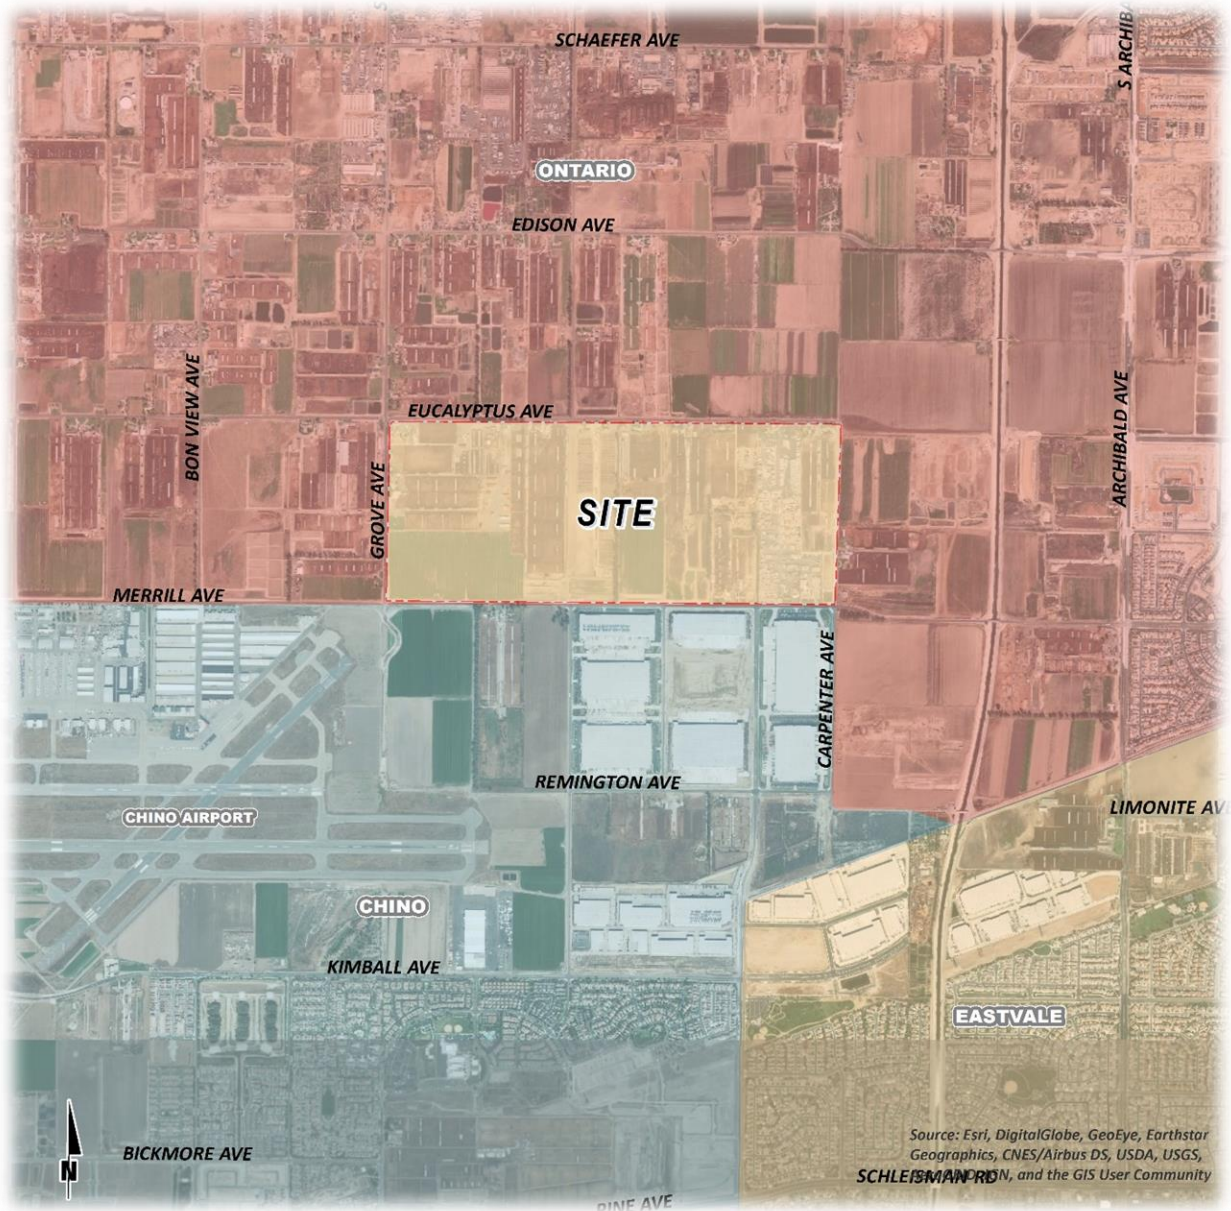 SCHAEFER AVE
S ARCHIBA
ONTARIO
EDISON AVE
BON VIEW AVE
EUCALYPTUS AVE
ARCHIBALD AVE
GROVE AVE
SITE
MERRILL AVE
CARPENTER AVE
REMINGTON AVE
LIMONITE AV
CHINO AIRPORT
CHINO
KIMBALL AVE
EASTVALE
N
BICKMORE AVE
Source: Esri, DigitalGlobe, GeoEye, Earthstar
Geographics, CNES/Airbus DS, USDA, USGS,
and the GIS User Community
SCHLEISMAN RD
PINE AVE